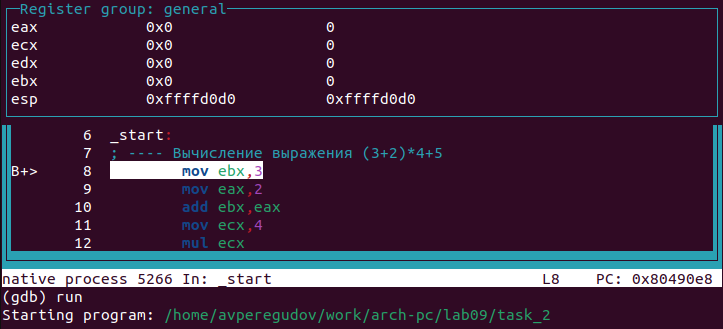 Register group: general
eax 0x0 0
ecx 0x0 0
edx 0x0 0
ebx 0x0 0
esp 0xffffd0d0 0xffffd0d0
6 _start:
7 ; ---- Вычисление выражения (3+2)*4+5
B+> 8 mov ebx,3
9 mov eax,2
10 add ebx,eax
11 mov ecx,4
12 mul ecx
native process 5266 In: _start L8 PC: 0x80490e8
(gdb) run
Starting program: /home/avperegudov/work/arch-pc/lab09/task_2